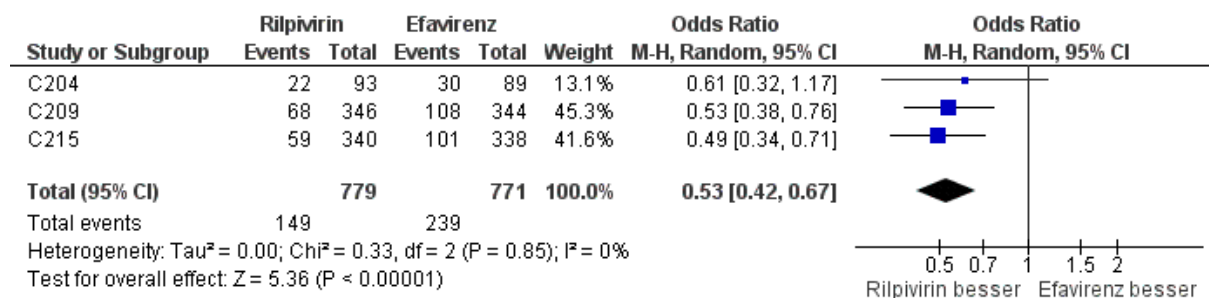 Rilpivirin Efavirenz Odds Ratio Odds Ratio
Study or Subgroup Events Total Events Total Weight M-H, Random, 95% CI M-H, Random, 95% CI
C204 22 93 30 89 13.1% 0.61 [0.32, 1.17]
C209 68 346 108 344 45.3% 0.53 [0.38, 0.76]
C215 59 340 101 338 41.6% 0.49 [0.34, 0.71]
Total (95% CI) 779 771 100.0% 0.53 [0.42, 0.67]
Total events 149 239
Heterogeneity: Tau² = 0.00; Chi² = 0.33, df = 2 (P = 0.85); I² = 0%
Test for overall effect: Z = 5.36 (P < 0.00001)
0.5 0.7 1 1.5 2
Rilpivirin besser Efavirenz besser